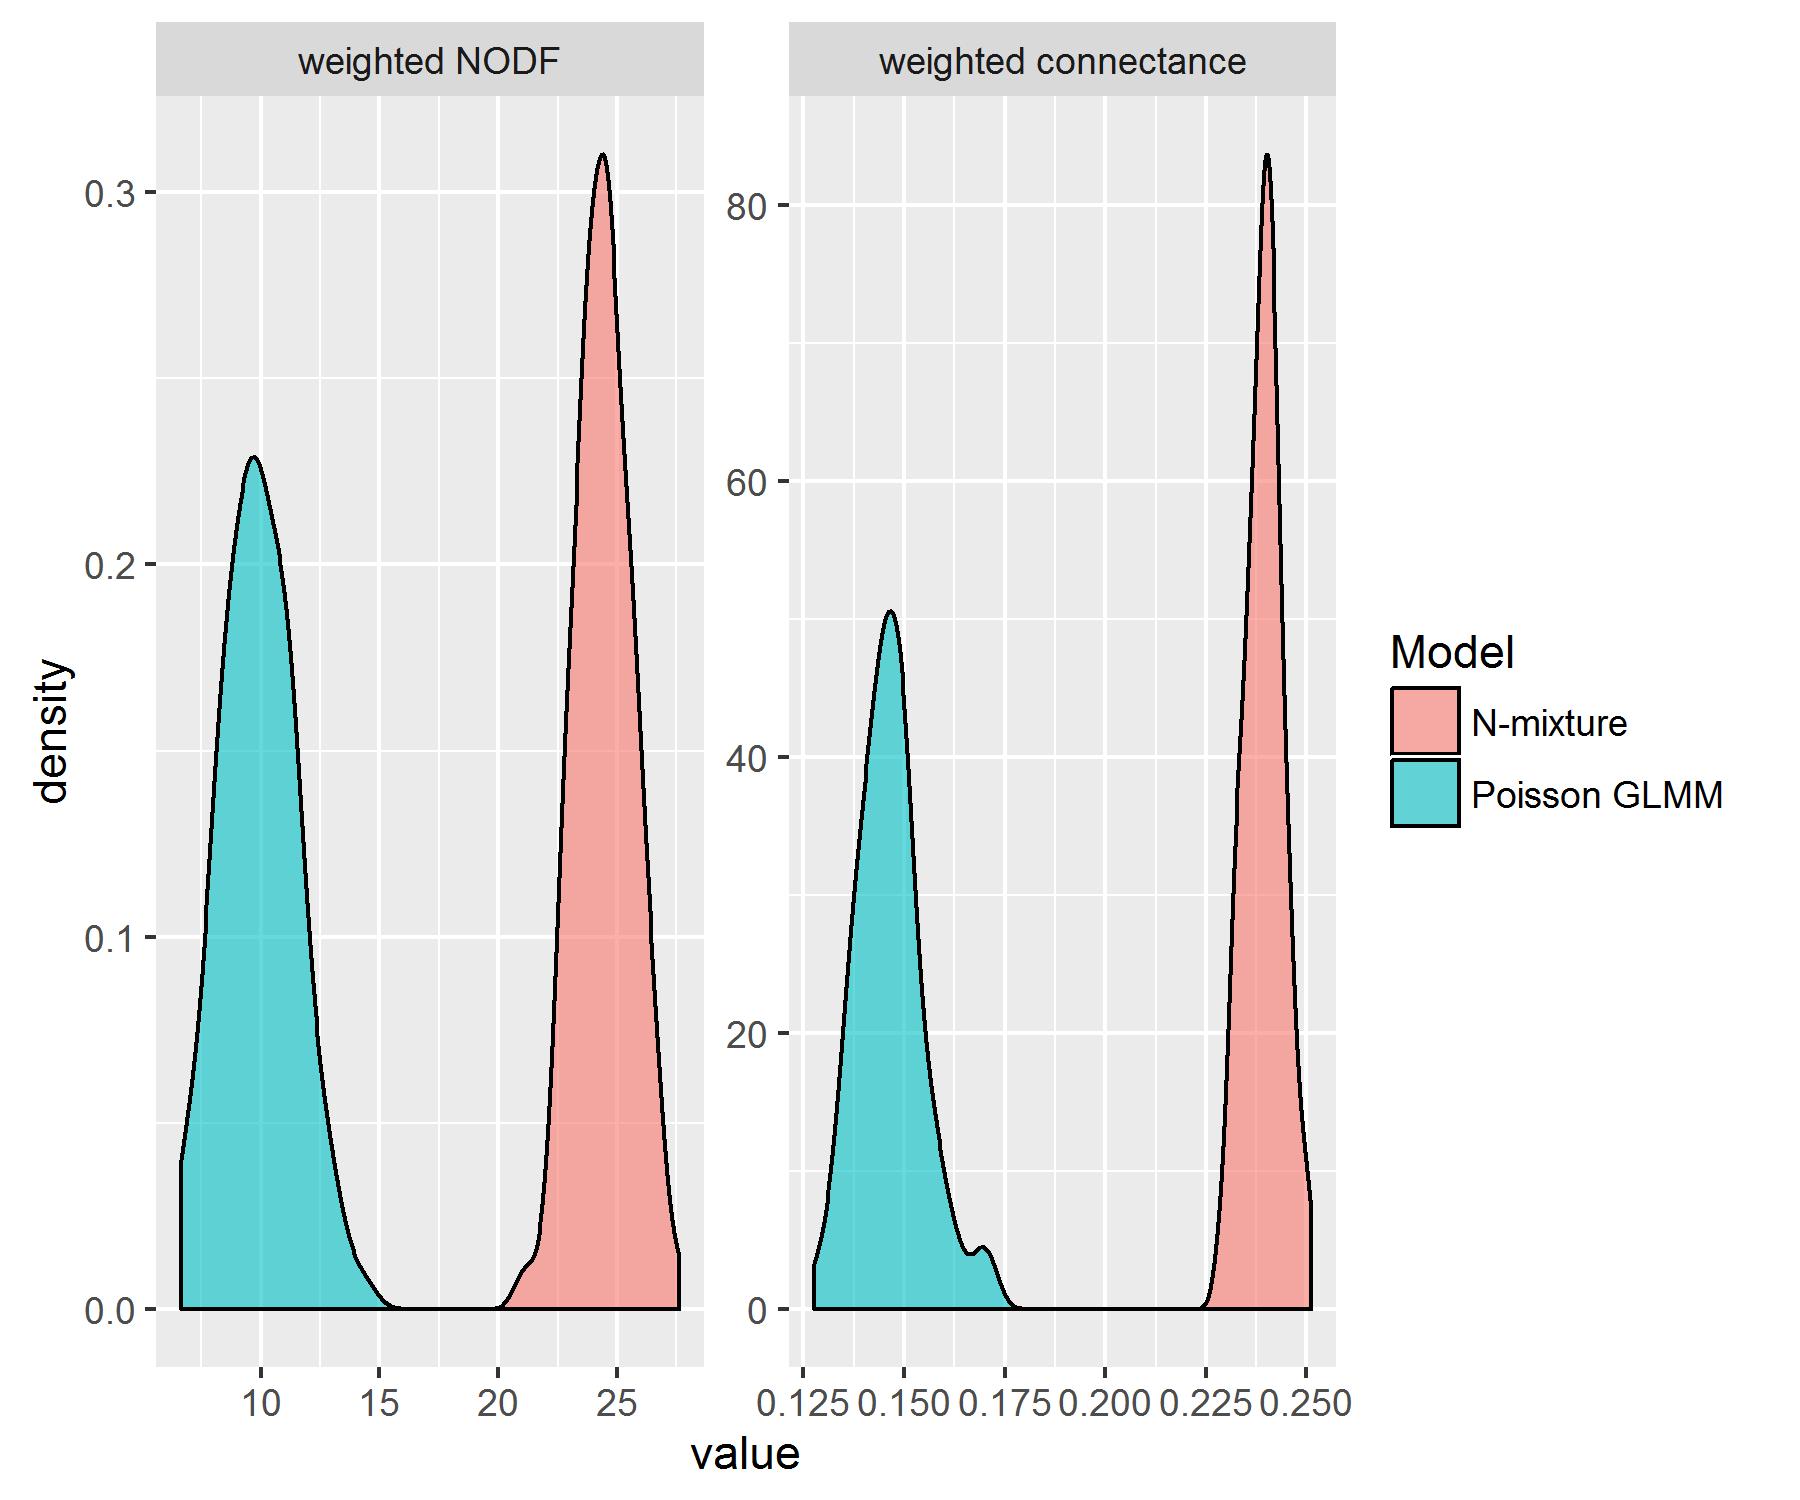 weighted NODF
weighted connectance
density
0.3
0.2
0.1
0.0
80
60
40
20
0
10 15 20 25
0.125 0.150 0.175 0.200 0.225 0.250
value
Model
N-mixture
Poisson GLMM